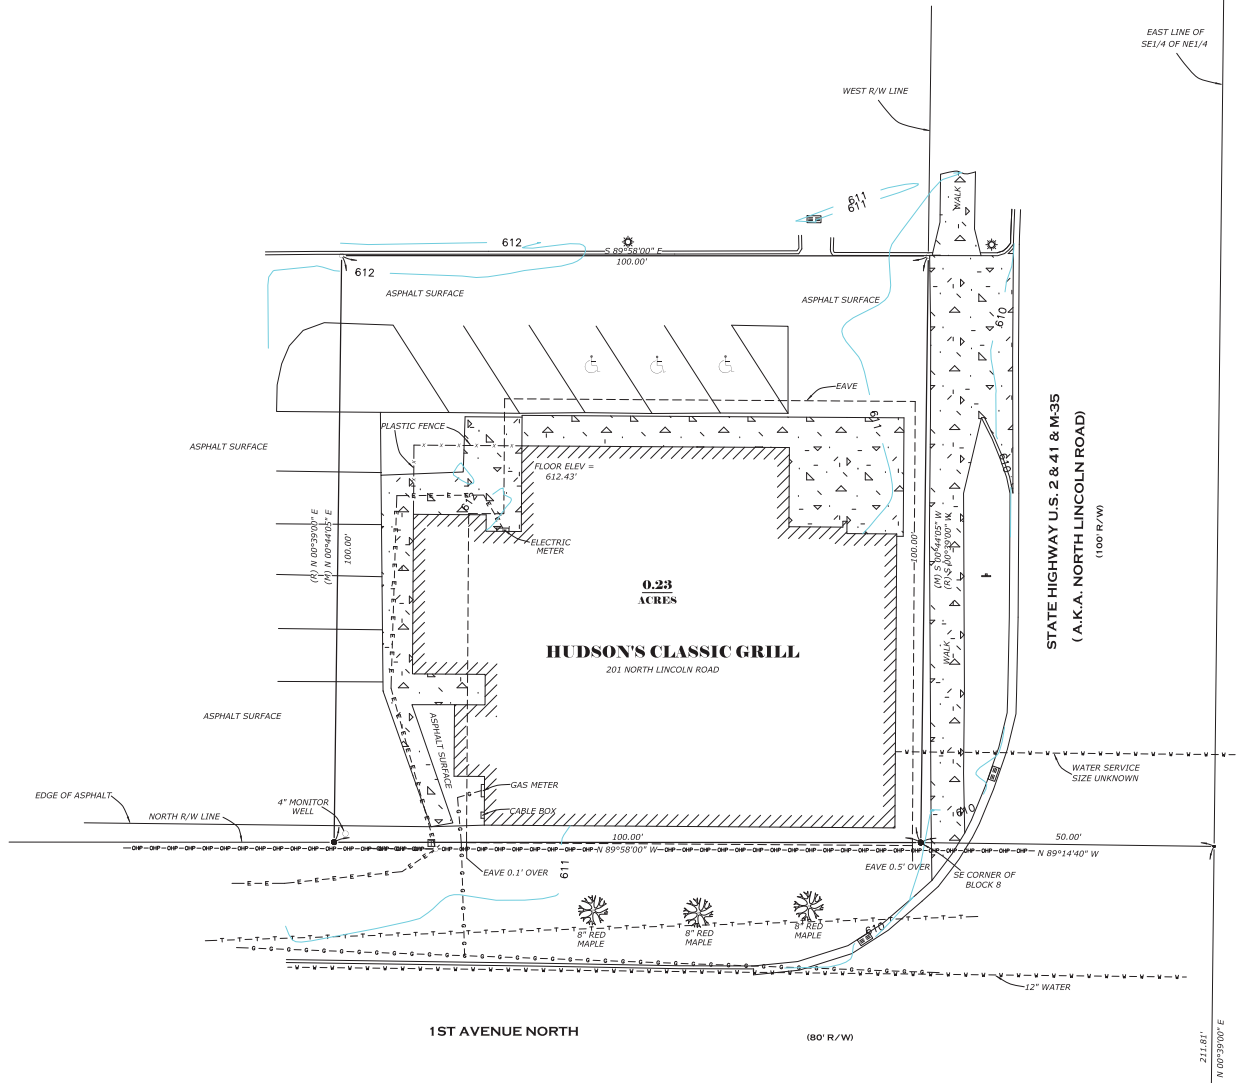 EAST LINE OF
SE1/4 OF NE1/4
WEST R/W LINE
611
611
WALK
612
S 89°58'00" E
100.00'
612
ASPHALT SURFACE
ASPHALT SURFACE
610
EAVE
611
PLASTIC FENCE
ASPHALT SURFACE
FLOOR ELEV =
612.43'
610
612
ELECTRIC
METER
(R) N 00°39'00" E
(M) N 00°44'05" E
100.00'
100.00'
(M) S 00°44'05" W
(R) S 00°39'00" W
STATE HIGHWAY U.S. 2 & 41 & M-35
( A.K.A. NORTH LINCOLN ROAD)
(100' R/W)
0.23
ACRES
HUDSON'S CLASSIC GRILL
201 NORTH LINCOLN ROAD
WALK
ASPHALT SURFACE
ASPHALT SURFACE
WATER SERVICE
SIZE UNKNOWN
GAS METER
EDGE OF ASPHALT
4" MONITOR
WELL
CABLE BOX
610
NORTH R/W LINE
100.00'
N 89°58'00" W
50.00'
N 89°14'40" W
611
EAVE 0.1' OVER
EAVE 0.5' OVER
SE CORNER OF
BLOCK 8
8" RED
MAPLE
8" RED
MAPLE
8" RED
MAPLE
610
12" WATER
1ST AVENUE NORTH
(80' R/W)
211.81'
N 00°39'00" E